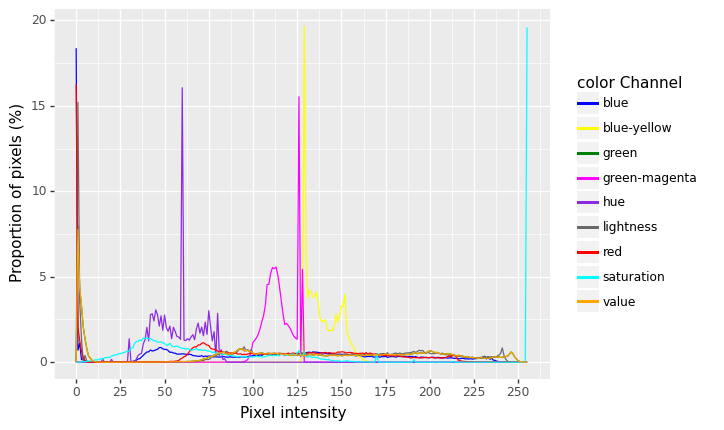 20
15
10
5
0
Proportion of pixels (%)
0 25 50 75 100 125 150 175 200 225 250
Pixel intensity
color Channel
blue
blue-yellow
green
green-magenta
hue
lightness
red
saturation
value